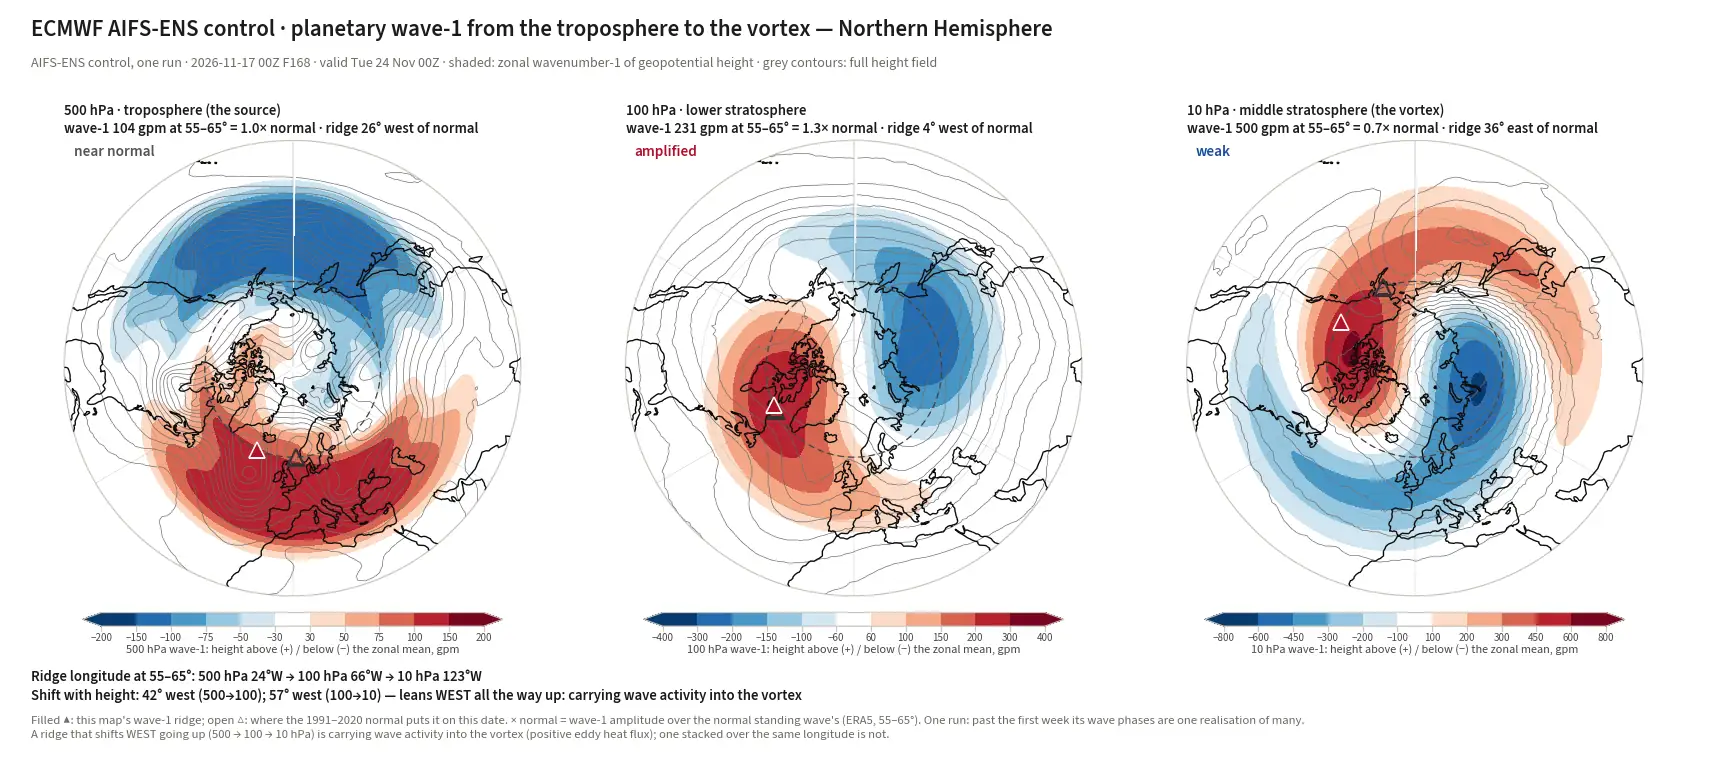 ECMWF AIFS-ENS control · planetary wave-1 from the troposphere to the vortex — Northern Hemisphere
AIFS-ENS control, one run · 2026-11-17 00Z F168 · valid Tue 24 Nov 00Z · shaded: zonal wavenumber-1 of geopotential height · grey contours: full height field
500 hPa · troposphere (the source)
wave-1 104 gpm at 55–65° = 1.0× normal · ridge 26° west of normal
near normal
100 hPa · lower stratosphere
wave-1 231 gpm at 55–65° = 1.3× normal · ridge 4° west of normal
amplified
10 hPa · middle stratosphere (the vortex)
wave-1 500 gpm at 55–65° = 0.7× normal · ridge 36° east of normal
weak
−200 −150 −100 −75 −50 −30 30 50 75 100 150 200
500 hPa wave-1: height above (+) / below (−) the zonal mean, gpm
−400 −300 −200 −150 −100 −60 60 100 150 200 300 400
100 hPa wave-1: height above (+) / below (−) the zonal mean, gpm
−800 −600 −450 −300 −200 −100 100 200 300 450 600 800
10 hPa wave-1: height above (+) / below (−) the zonal mean, gpm
Ridge longitude at 55–65°: 500 hPa 24°W → 100 hPa 66°W → 10 hPa 123°W
Shift with height: 42° west (500→100); 57° west (100→10) — leans WEST all the way up: carrying wave activity into the vortex
Filled ▲: this map's wave-1 ridge; open △: where the 1991–2020 normal puts it on this date. × normal = wave-1 amplitude over the normal standing wave's (ERA5, 55–65°). One run: past the first week its wave phases are one realisation of many.
A ridge that shifts WEST going up (500 → 100 → 10 hPa) is carrying wave activity into the vortex (positive eddy heat flux); one stacked over the same longitude is not.